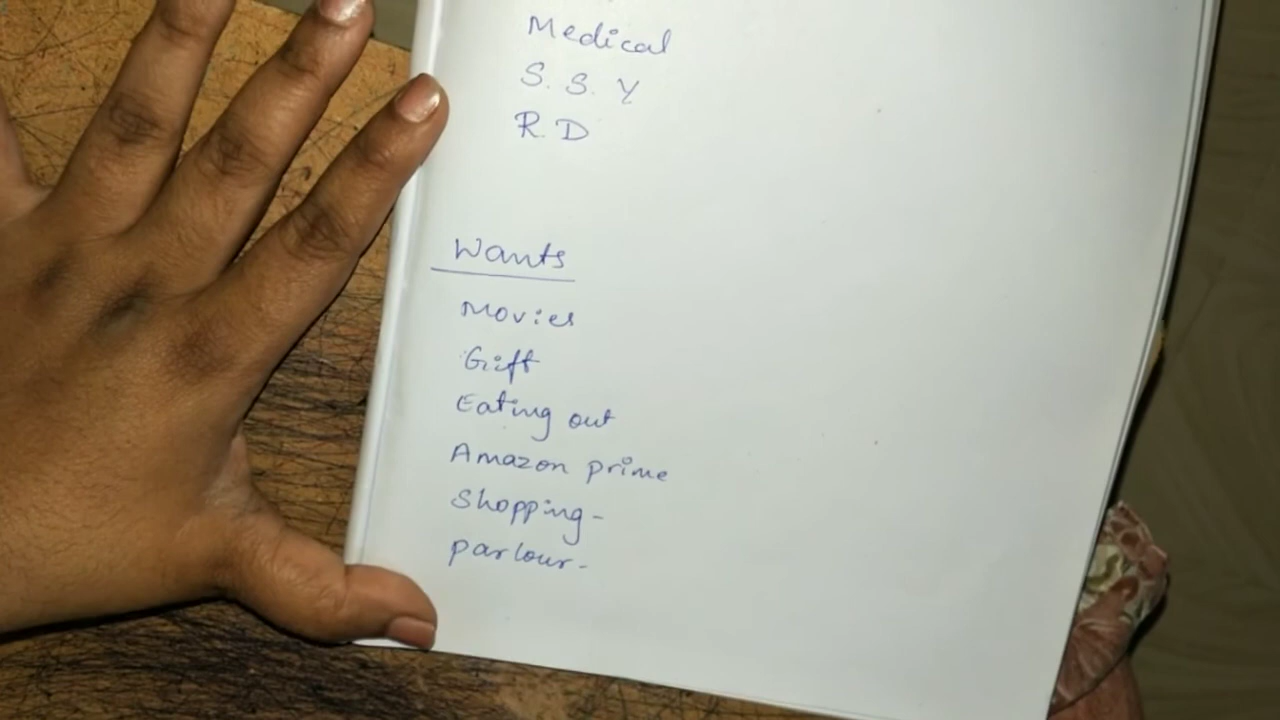 Medical
S. S. Y
R. D
Wants
Movies
Gift
Eating out
Amazon prime
Shopping -
parlour -